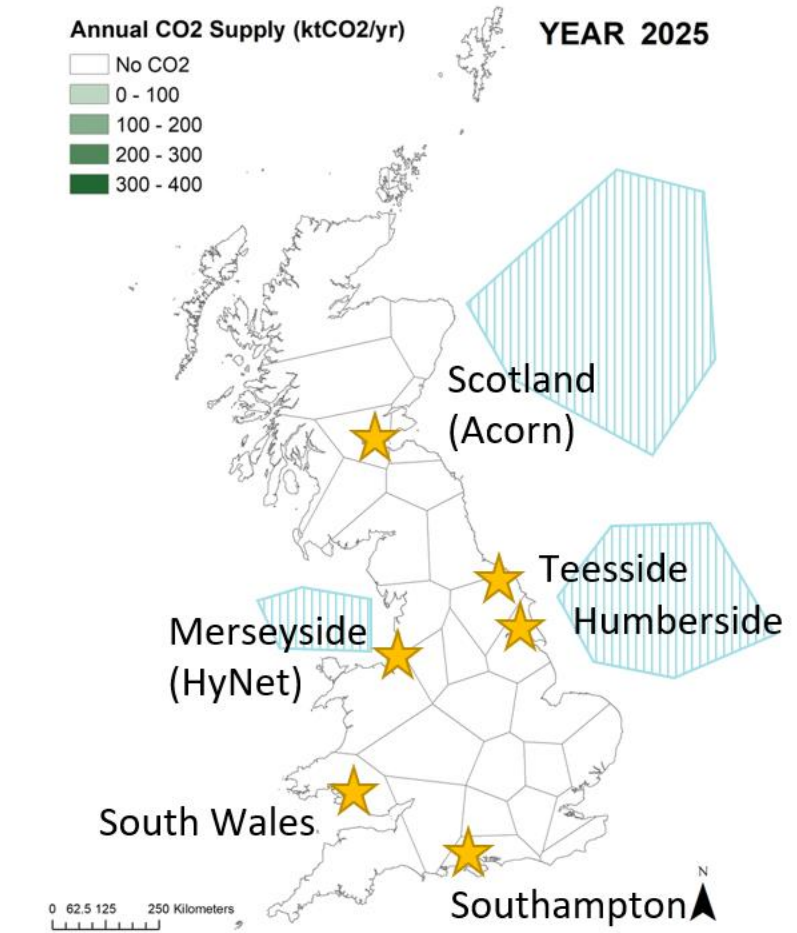 Annual CO2 Supply (ktCO2/yr)
YEAR 2025
No CO2
0 - 100
100 - 200
200 - 300
300 - 400
Scotland
(Acorn)
Teesside
Humberside
Merseyside
(HyNet)
South Wales
Southampton
N
0 62.5 125 250 Kilometers